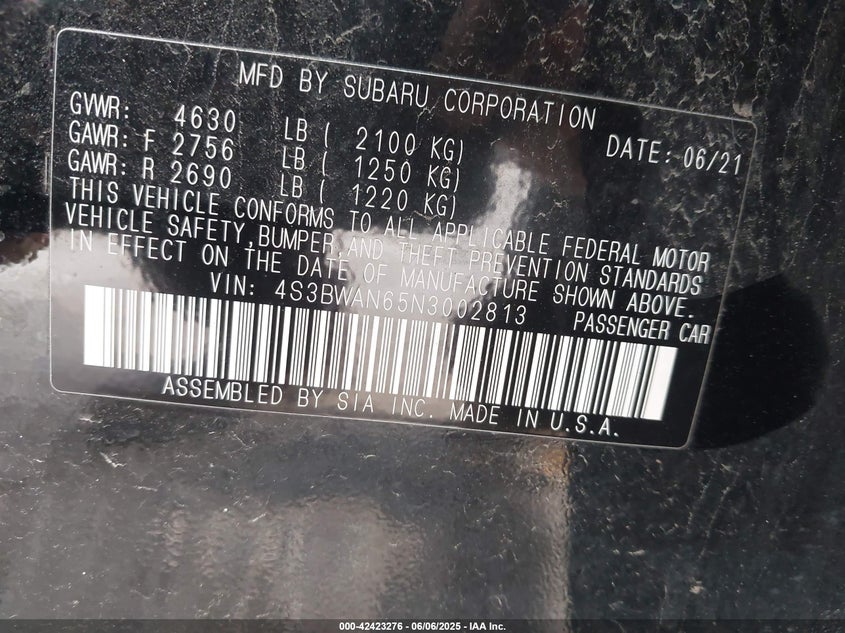 MFD BY SUBARU CORPORATION
GVWR: 4630 LB ( 2100 KG) DATE: 06/21
GAWR: F 2756 LB ( 1250 KG)
GAWR: R 2690 LB ( 1220 KG)
THIS VEHICLE CONFORMS TO ALL APPLICABLE FEDERAL MOTOR
VEHICLE SAFETY, BUMPER, AND THEFT PREVENTION STANDARDS
IN EFFECT ON THE DATE OF MANUFACTURE SHOWN ABOVE.
VIN: 4S3BWAN65N3002813 PASSENGER CAR
ASSEMBLED BY SIA INC. MADE IN U.S.A.
000-42423276 - 06/06/2025 - IAA Inc.